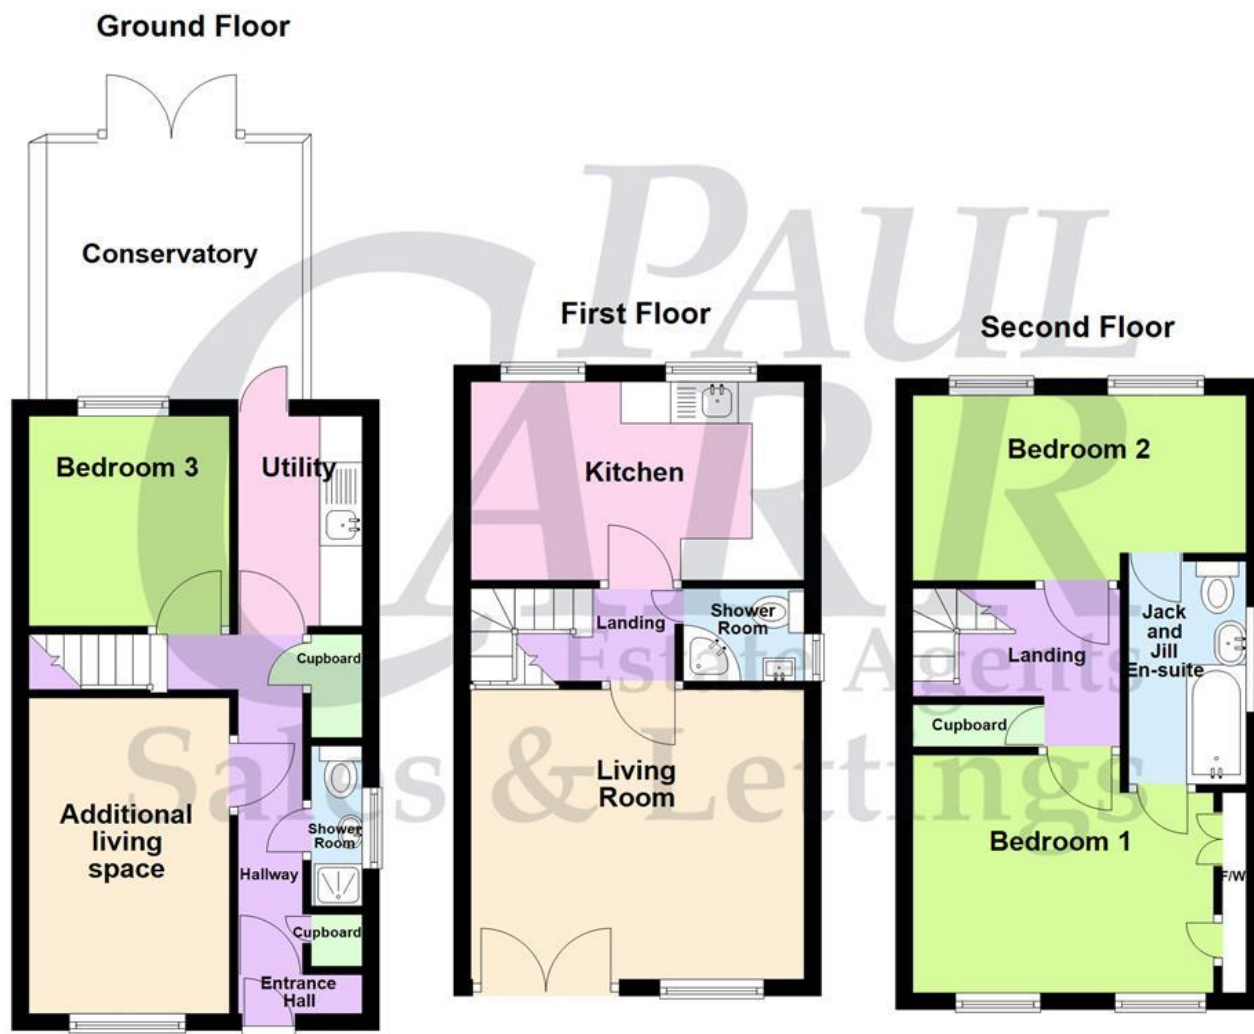 Ground Floor
Conservatory
Bedroom 3
Utility
Cupboard
Additional
living
space
Shower
Room
Hallway
Cupboard
Entrance
Hall
First Floor
Kitchen
Landing
Shower
Room
Living
Room
Second Floor
Bedroom 2
Jack
and
Jill
En-suite
Landing
Cupboard
Bedroom 1
F/W
PAUL
CARR
Estate Agents
Sales & Lettings